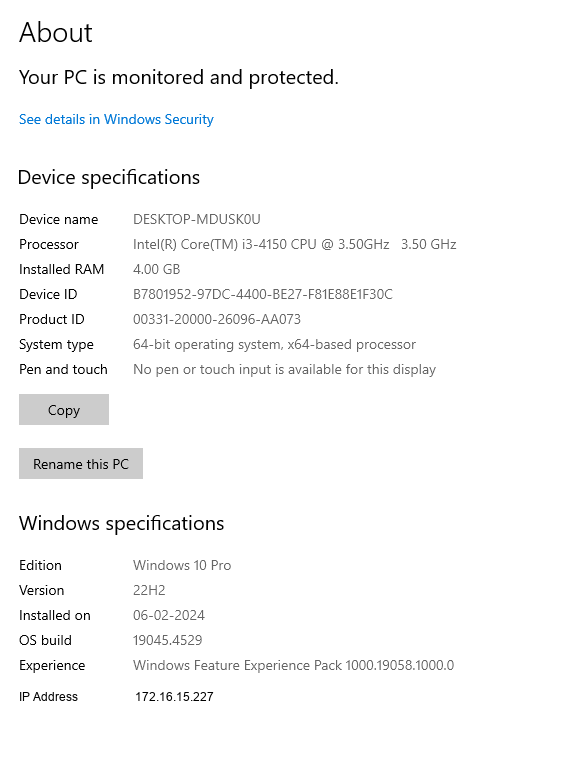 About
Your PC is monitored and protected.
See details in Windows Security
Device specifications
Device name DESKTOP-MDUSK0U
Processor Intel(R) Core(TM) i3-4150 CPU @ 3.50GHz 3.50 GHz
Installed RAM 4.00 GB
Device ID B7801952-97DC-4400-BE27-F81E88E1F30C
Product ID 00331-20000-26096-AA073
System type 64-bit operating system, x64-based processor
Pen and touch No pen or touch input is available for this display
Copy
Rename this PC
Windows specifications
Edition Windows 10 Pro
Version 22H2
Installed on 06-02-2024
OS build 19045.4529
Experience Windows Feature Experience Pack 1000.19058.1000.0
IP Address 172.16.15.227